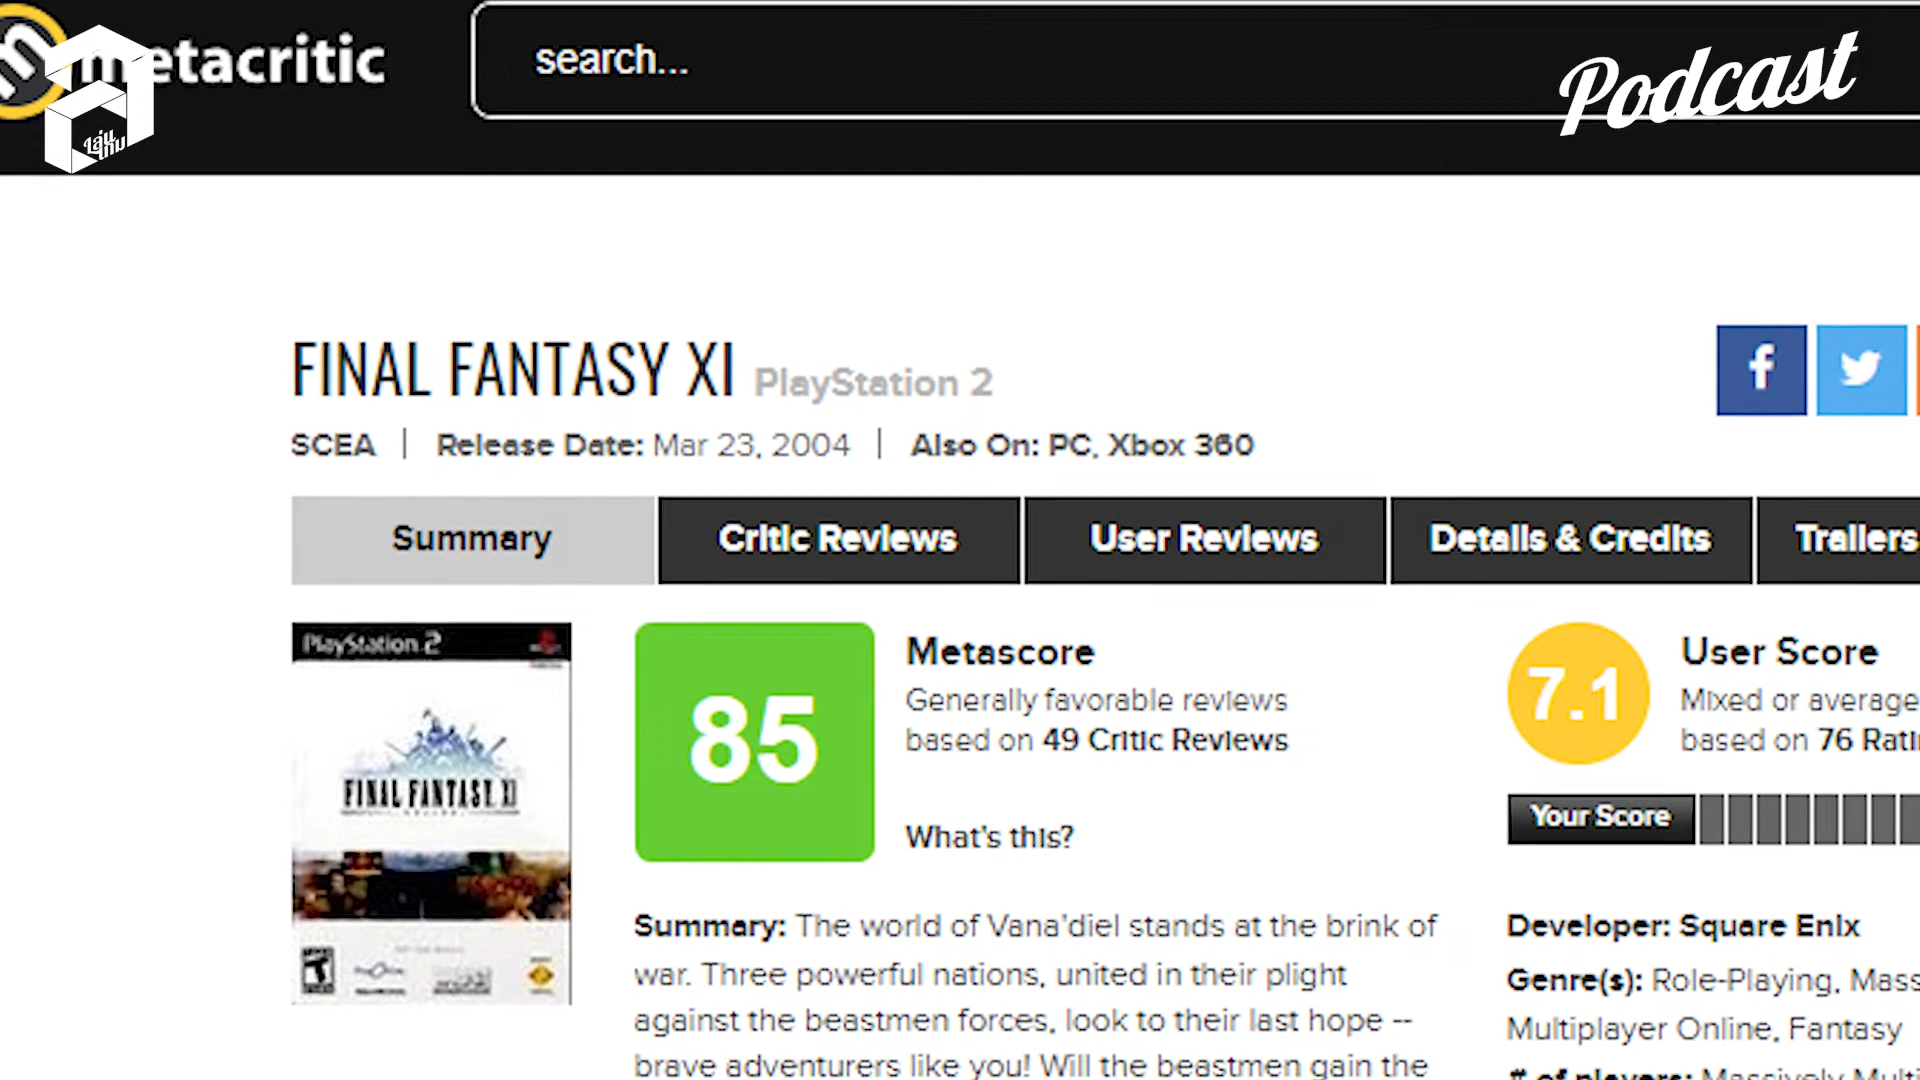 metacritic
search...
Podcast
FINAL FANTASY XI PlayStation 2
SCEA | Release Date: Mar 23, 2004 | Also On: PC, Xbox 360
Summary
Critic Reviews
User Reviews
Details & Credits
Trailers
PlayStation 2
FINAL FANTASY XI
85
Metascore
Generally favorable reviews
based on 49 Critic Reviews
What's this?
7.1
User Score
Mixed or average
based on 76
Your Score
Summary: The world of Vana'diel stands at the brink of
war. Three powerful nations, united in their plight
against the beastmen forces, look to their last hope --
brave adventurers like you! Will the beastmen gain the
Developer: Square Enix
Genre(s): Role-Playing,
Multiplayer Online, Fantasy
# of players: Massively